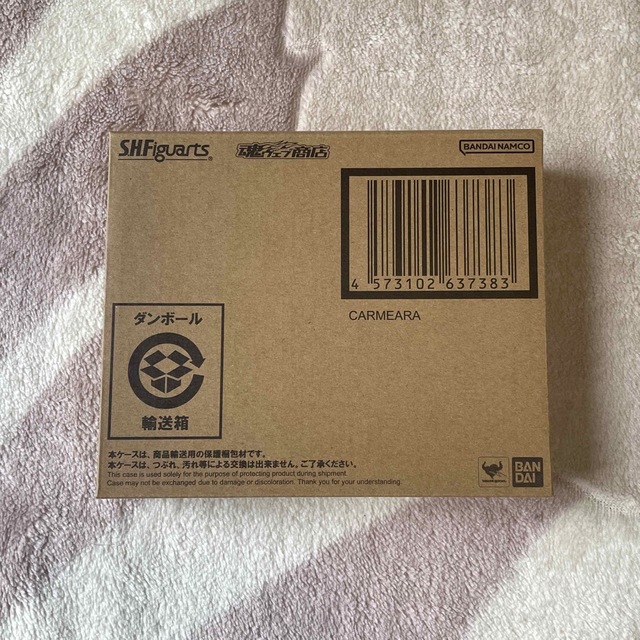 S.H.Figuarts®
魂ウェブ商店
BANDAI NAMCO
4 573102 637383
CARMEARA
ダンボール
輸送箱
本ケースは、商品輸送用の保護梱包材です。
本ケースは、つぶれ、汚れ等による交換は出来ません。ご了承ください。
This case is used solely for the purpose of protecting product during shipment.
Case may not be exchanged due to damage or discoloration. Thank you for your understanding.
BAN
DAI